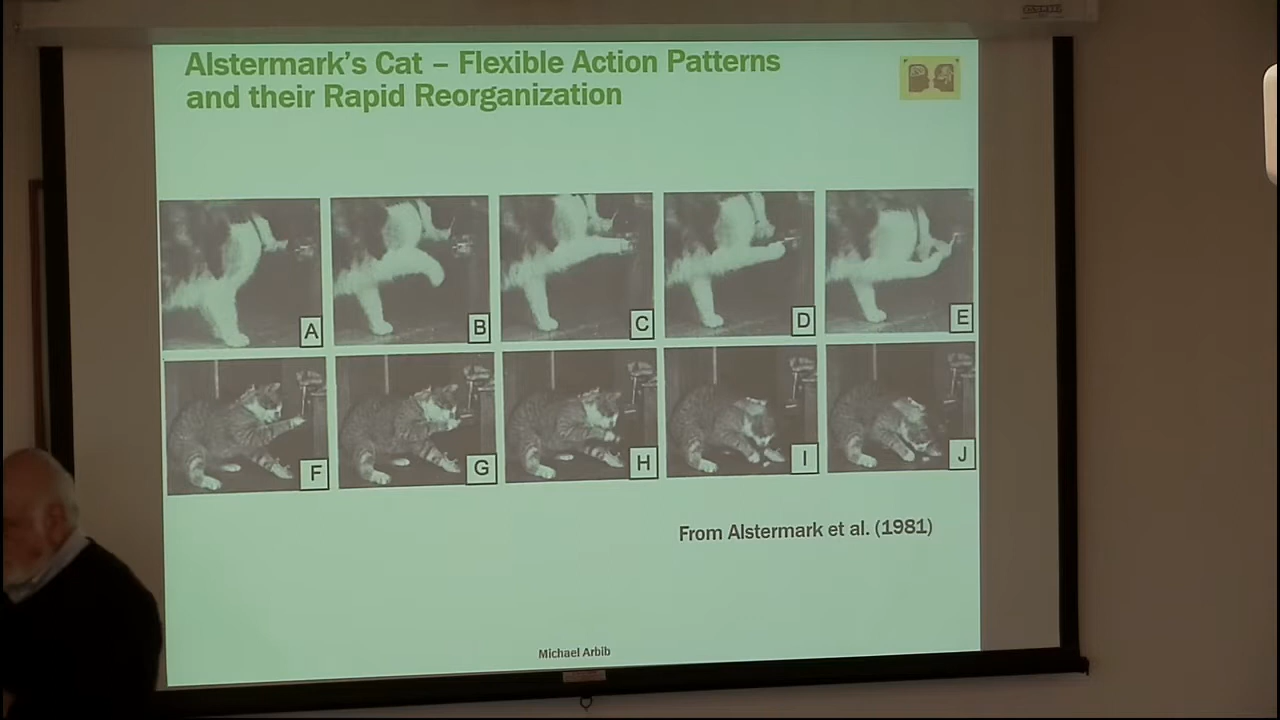 Alstermark's Cat – Flexible Action Patterns
and their Rapid Reorganization
A
B
C
D
E
F
G
H
I
J
From Alstermark et al. (1981)
Michael Arbib